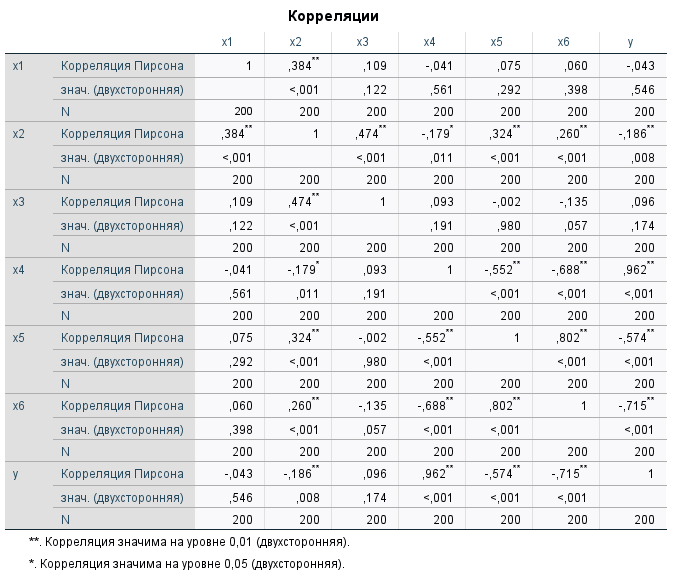 Корреляции
x1 x2 x3 x4 x5 x6 y
x1 Корреляция Пирсона 1 ,384** ,109 -,041 ,075 ,060 -,043
знач. (двухсторонняя) <,001 ,122 ,561 ,292 ,398 ,546
N 200 200 200 200 200 200 200
x2 Корреляция Пирсона ,384** 1 ,474** -,179* ,324** ,260** -,186**
знач. (двухсторонняя) <,001 <,001 ,011 <,001 <,001 ,008
N 200 200 200 200 200 200 200
x3 Корреляция Пирсона ,109 ,474** 1 ,093 -,002 -,135 ,096
знач. (двухсторонняя) ,122 <,001 ,191 ,980 ,057 ,174
N 200 200 200 200 200 200 200
x4 Корреляция Пирсона -,041 -,179* ,093 1 -,552** -,688** ,962**
знач. (двухсторонняя) ,561 ,011 ,191 <,001 <,001 <,001
N 200 200 200 200 200 200 200
x5 Корреляция Пирсона ,075 ,324** -,002 -,552** 1 ,802** -,574**
знач. (двухсторонняя) ,292 <,001 ,980 <,001 <,001 <,001
N 200 200 200 200 200 200 200
x6 Корреляция Пирсона ,060 ,260** -,135 -,688** ,802** 1 -,715**
знач. (двухсторонняя) ,398 <,001 ,057 <,001 <,001 <,001
N 200 200 200 200 200 200 200
y Корреляция Пирсона -,043 -,186** ,096 ,962** -,574** -,715** 1
знач. (двухсторонняя) ,546 ,008 ,174 <,001 <,001 <,001
N 200 200 200 200 200 200 200
**. Корреляция значима на уровне 0,01 (двухсторонняя).
*. Корреляция значима на уровне 0,05 (двухсторонняя).